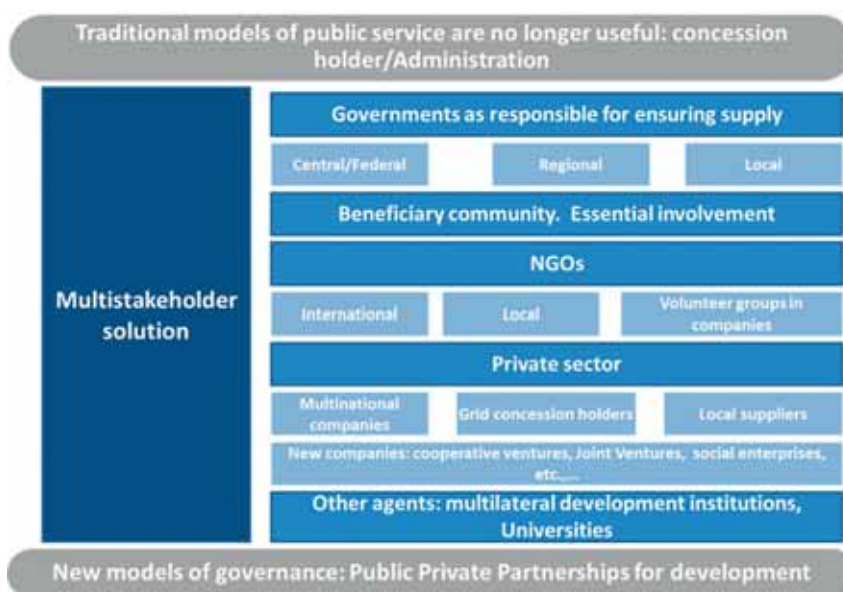 Traditional models of public service are no longer useful: concession
holder/Administration
Multistakeholder
solution
Governments as responsible for ensuring supply
Central/Federal
Regional
Local
Beneficiary community. Essential involvement
NGOs
International
Local
Volunteer groups in
companies
Private sector
Multinational
companies
Grid concession holders
Local suppliers
New companies: cooperative ventures, Joint Ventures, social enterprises,
etc.,...
Other agents: multilateral development institutions,
Universities
New models of governance: Public Private Partnerships for development